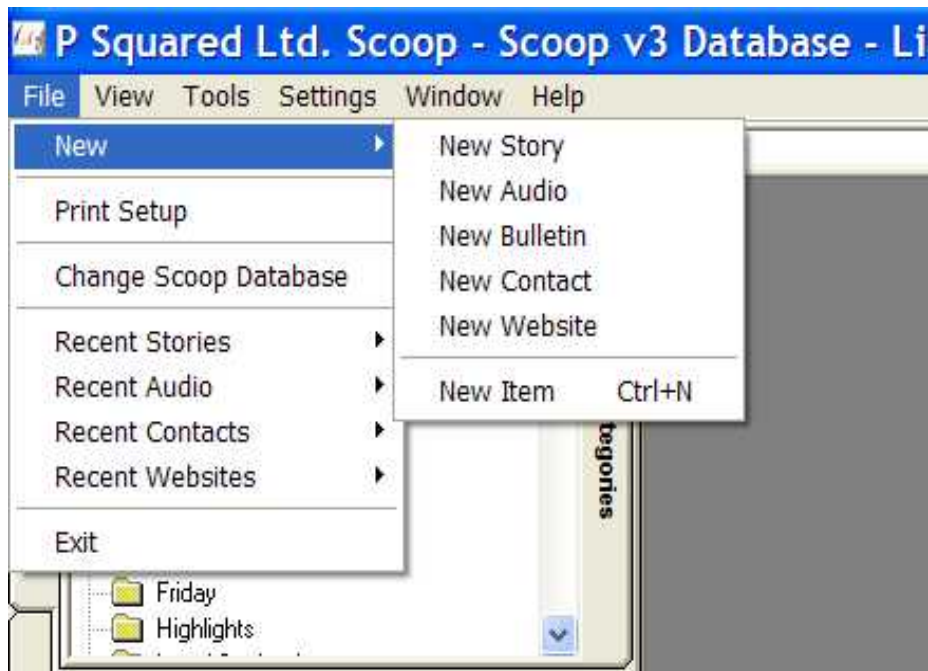 P Squared Ltd. Scoop - Scoop v3 Database - Li
File View Tools Settings Window Help
New
Print Setup
Change Scoop Database
Recent Stories
Recent Audio
Recent Contacts
Recent Websites
Exit
New Story
New Audio
New Bulletin
New Contact
New Website
New Item Ctrl+N
tegories
Friday
Highlights